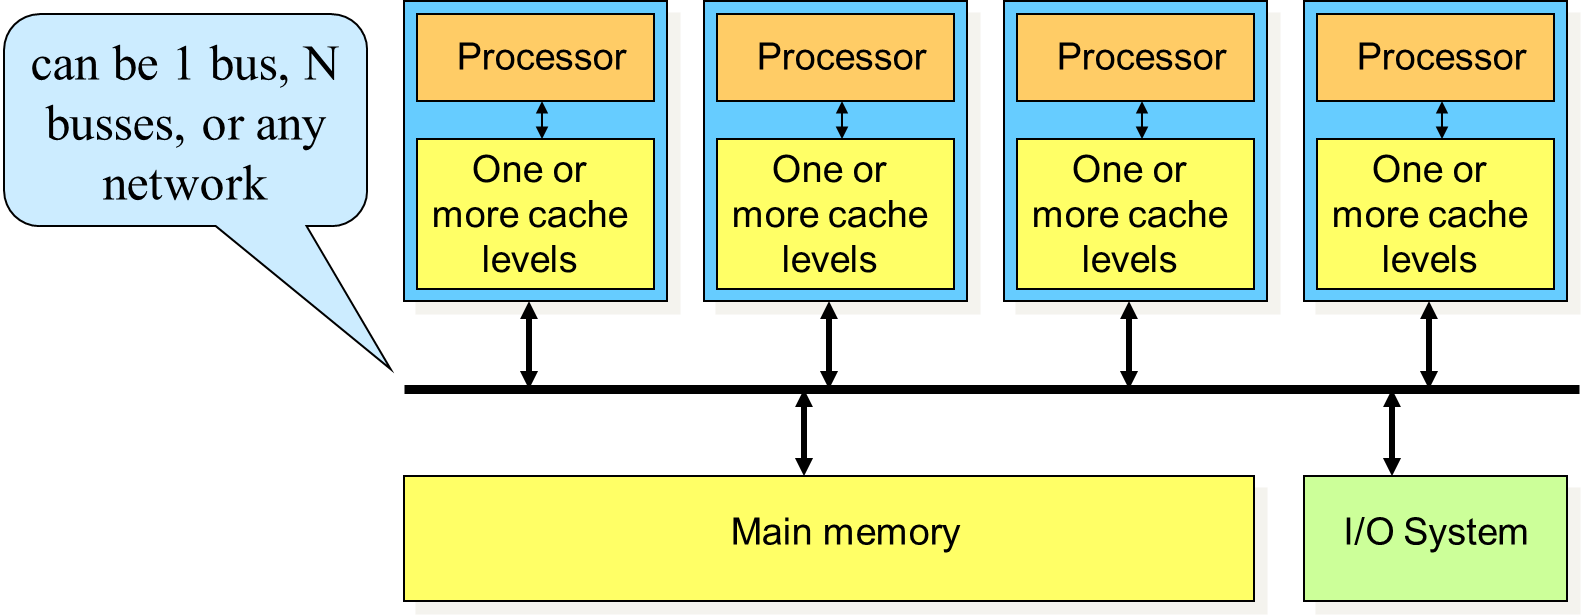 can be 1 bus, N
busses, or any
network
Processor
One or
more cache
levels
Processor
One or
more cache
levels
Processor
One or
more cache
levels
Processor
One or
more cache
levels
Main memory
I/O System